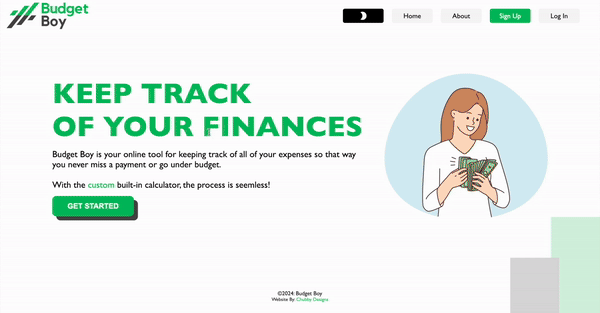 Budget
Boy
Home
About
Sign Up
Log In
KEEP TRACK
OF YOUR FINANCES
Budget Boy is your online tool for keeping track of all of your expenses so that way
you never miss a payment or go under budget.
With the custom built-in calculator, the process is seemless!
GET STARTED
©2024: Budget Boy
Website By: Chubby Designs